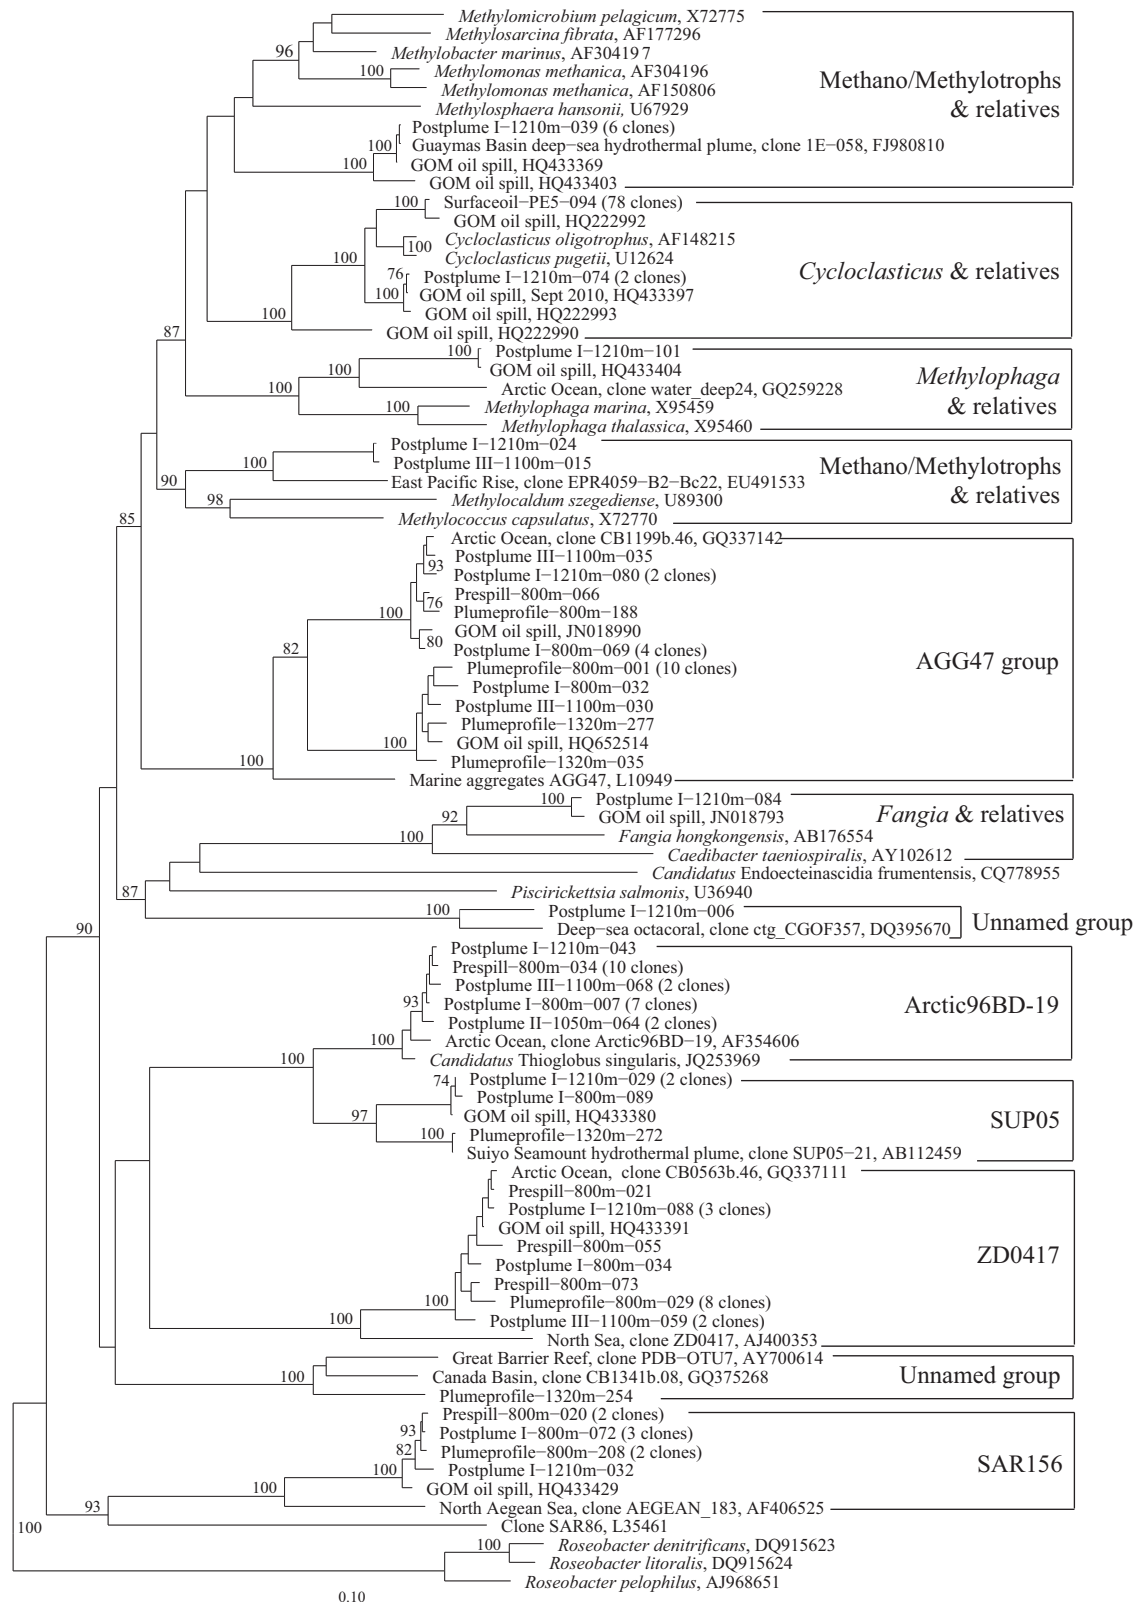 Methylomicrobium pelagicum, X72775
Methylosarcina fibrata, AF177296
96
Methylobacter marinus, AF304197
100
Methylomonas methanica, AF304196
Methylomonas methanica, AF150806
Methano/Methylotrophs
& relatives
Methylosphaera hansonii, U67929
Postplume I−1210m−039 (6 clones)
100
Guaymas Basin deep−sea hydrothermal plume, clone 1E−058, FJ980810
100
GOM oil spill, HQ433369
GOM oil spill, HQ433403
100
Surfaceoil−PE5−094 (78 clones)
GOM oil spill, HQ222992
100
Cycloclasticus oligotrophus, AF148215
100
Cycloclasticus pugetii, U12624
Cycloclasticus & relatives
76
Postplume I−1210m−074 (2 clones)
100
GOM oil spill, Sept 2010, HQ433397
100
GOM oil spill, HQ222993
GOM oil spill, HQ222990
87
100
Postplume I−1210m−101
100
GOM oil spill, HQ433404
100
Arctic Ocean, clone water_deep24, GQ259228
100
Methylophaga marina, X95459
Methylophaga thalassica, X95460
Methylophaga
& relatives
Postplume I−1210m−024
100
Postplume III−1100m−015
90
East Pacific Rise, clone EPR4059−B2−Bc22, EU491533
98
Methylocaldum szegediense, U89300
Methylococcus capsulatus, X72770
Methano/Methylotrophs
& relatives
85
Arctic Ocean, clone CB1199b.46, GQ337142
Postplume III−1100m−035
93
Postplume I−1210m−080 (2 clones)
Prespill−800m−066
76
100
Plumeprofile−800m−188
GOM oil spill, JN018990
80
82
Postplume I−800m−069 (4 clones)
AGG47 group
Plumeprofile−800m−001 (10 clones)
Postplume I−800m−032
Postplume III−1100m−030
Plumeprofile−1320m−277
100
GOM oil spill, HQ652514
100
Plumeprofile−1320m−035
Marine aggregates AGG47, L10949
100
Postplume I−1210m−084
92
GOM oil spill, JN018793
100
Fangia hongkongensis, AB176554
Caedibacter taeniospiralis, AY102612
Fangia & relatives
Candidatus Endoecteinascidia frumentensis, CQ778955
87
Piscirickettsia salmonis, U36940
100
Postplume I−1210m−006
Deep−sea octacoral, clone ctg_CGOF357, DQ395670
Unnamed group
90
Postplume I−1210m−043
Prespill−800m−034 (10 clones)
Postplume III−1100m−068 (2 clones)
93
Postplume I−800m−007 (7 clones)
Postplume II−1050m−064 (2 clones)
100
Arctic Ocean, clone Arctic96BD−19, AF354606
100
Candidatus Thioglobus singularis, JQ253969
Arctic96BD-19
74
Postplume I−1210m−029 (2 clones)
Postplume I−800m−089
97
GOM oil spill, HQ433380
100
Plumeprofile−1320m−272
Suiyo Seamount hydrothermal plume, clone SUP05−21, AB112459
SUP05
Arctic Ocean, clone CB0563b.46, GQ337111
Prespill−800m−021
Postplume I−1210m−088 (3 clones)
GOM oil spill, HQ433391
Prespill−800m−055
Postplume I−800m−034
Prespill−800m−073
100
Plumeprofile−800m−029 (8 clones)
100
Postplume III−1100m−059 (2 clones)
North Sea, clone ZD0417, AJ400353
ZD0417
Great Barrier Reef, clone PDB−OTU7, AY700614
100
Canada Basin, clone CB1341b.08, GQ375268
Plumeprofile−1320m−254
Unnamed group
Prespill−800m−020 (2 clones)
93
Postplume I−800m−072 (3 clones)
82
Plumeprofile−800m−208 (2 clones)
100
Postplume I−1210m−032
100
GOM oil spill, HQ433429
93
North Aegean Sea, clone AEGEAN_183, AF406525
SAR156
Clone SAR86, L35461
100
100
Roseobacter denitrificans, DQ915623
Roseobacter litoralis, DQ915624
Roseobacter pelophilus, AJ968651
0.10